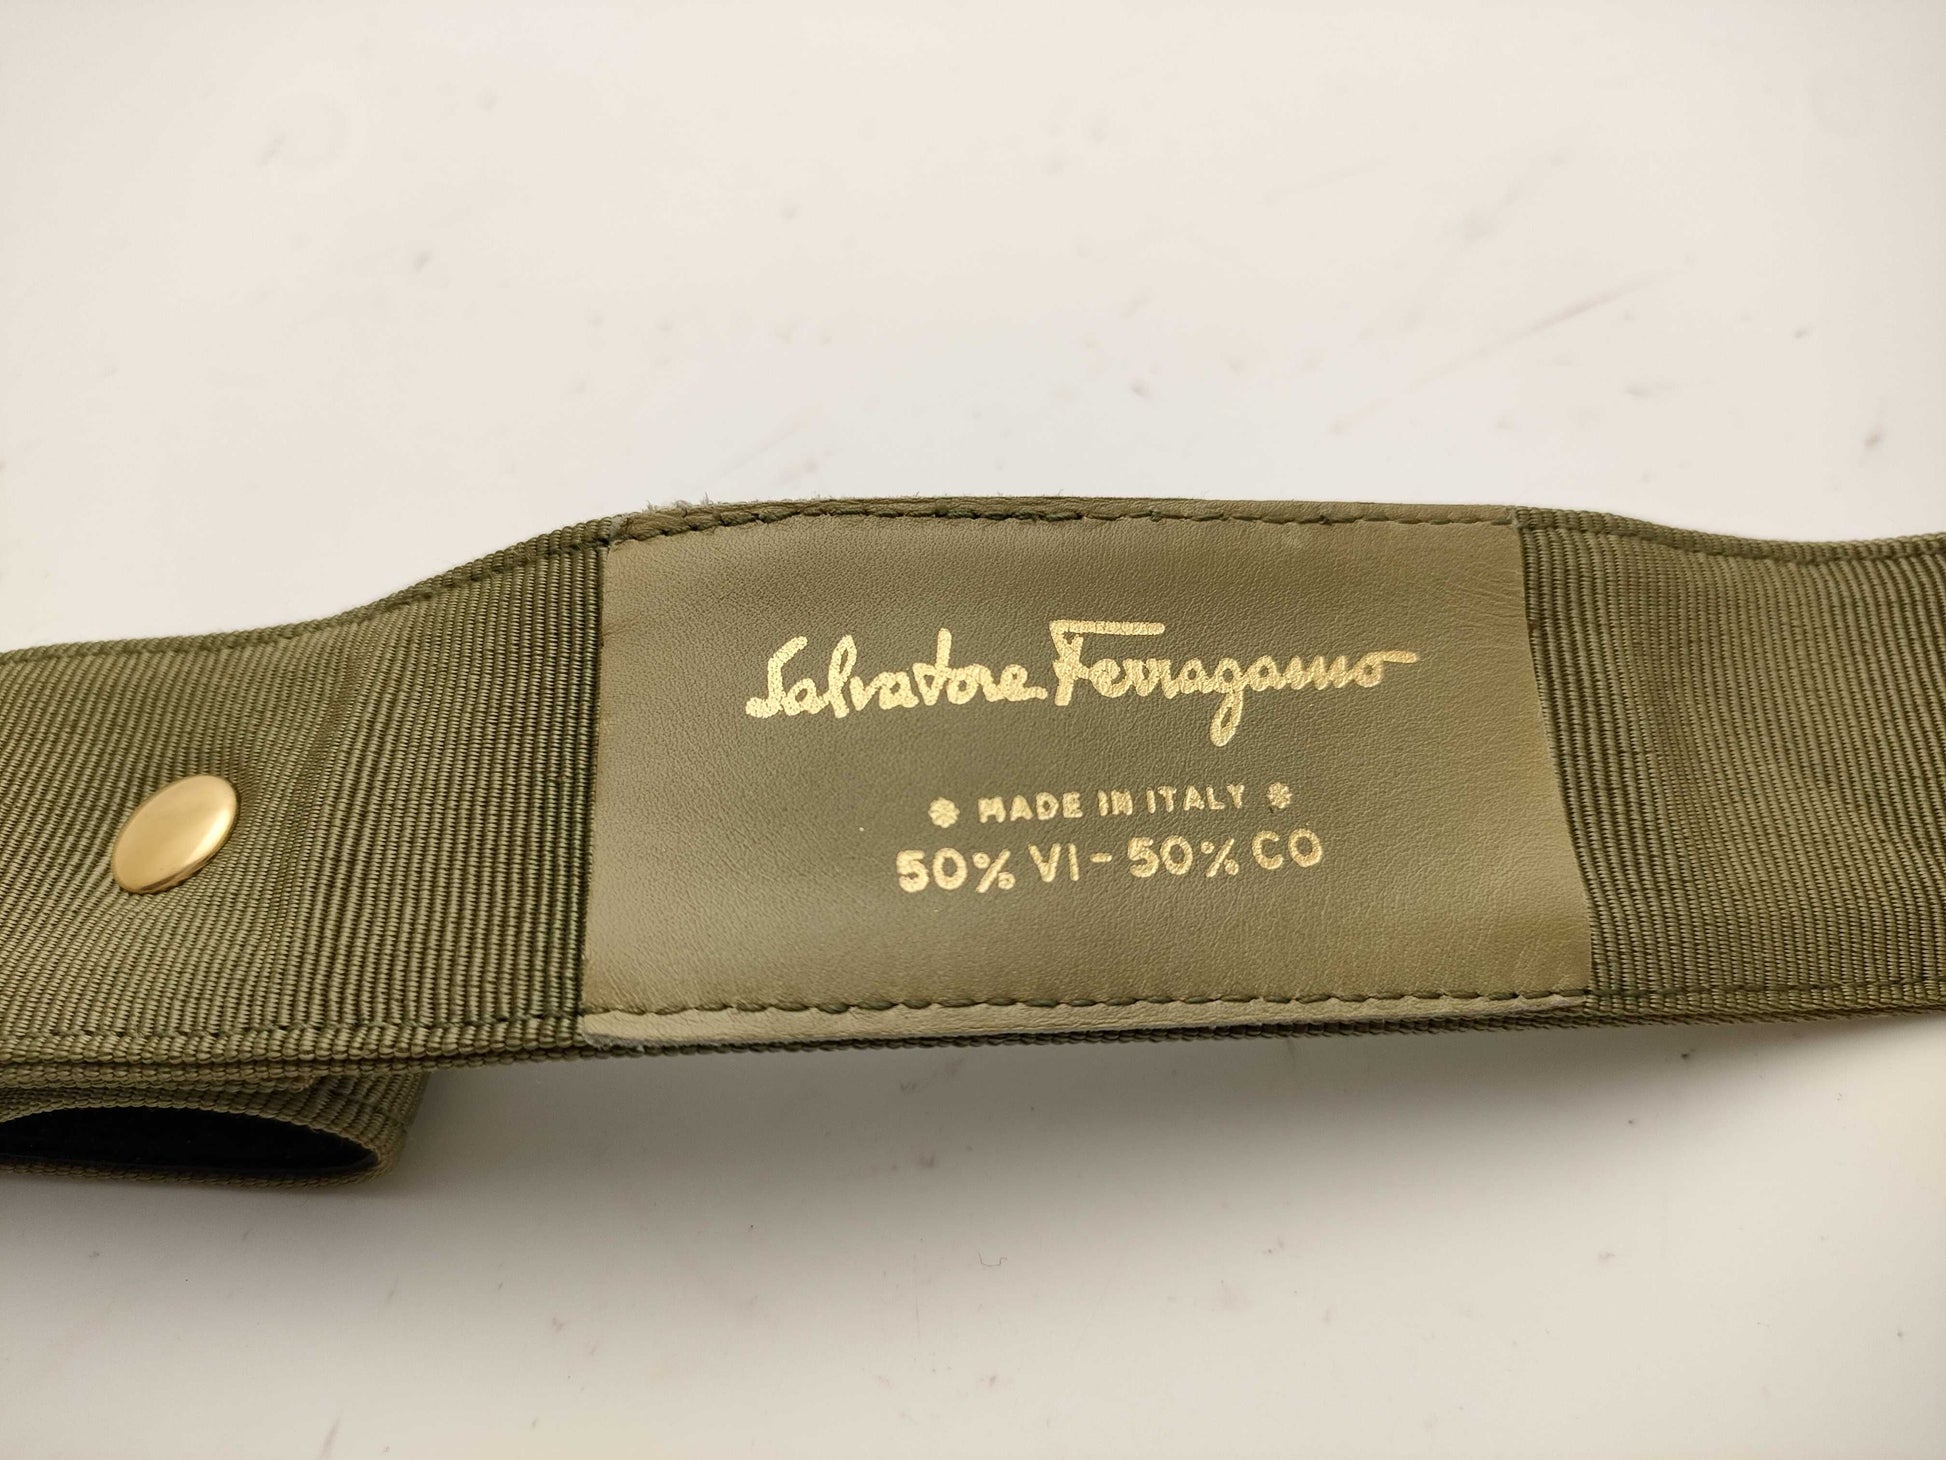 Salvatore Ferragamo
✽ MADE IN ITALY ✽
50% VI - 50% CO